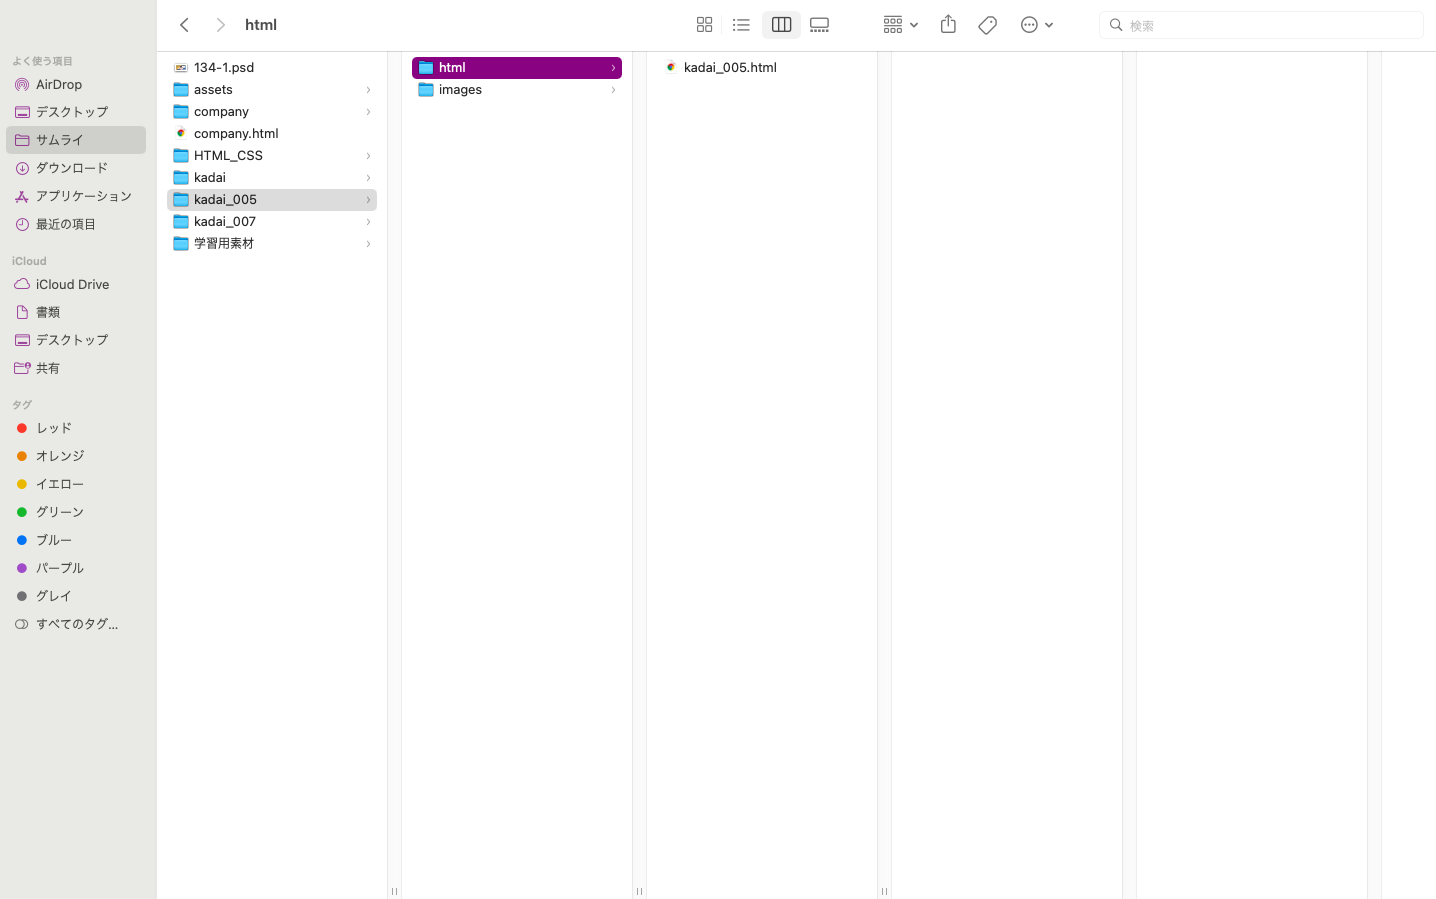 html
検索
よく使う項目
AirDrop
デスクトップ
サムライ
ダウンロード
アプリケーション
最近の項目
iCloud
iCloud Drive
書類
デスクトップ
共有
タグ
レッド
オレンジ
イエロー
グリーン
ブルー
パープル
グレイ
すべてのタグ...
134-1.psd
assets
company
company.html
HTML_CSS
kadai
kadai_005
kadai_007
学習用素材
html
images
kadai_005.html